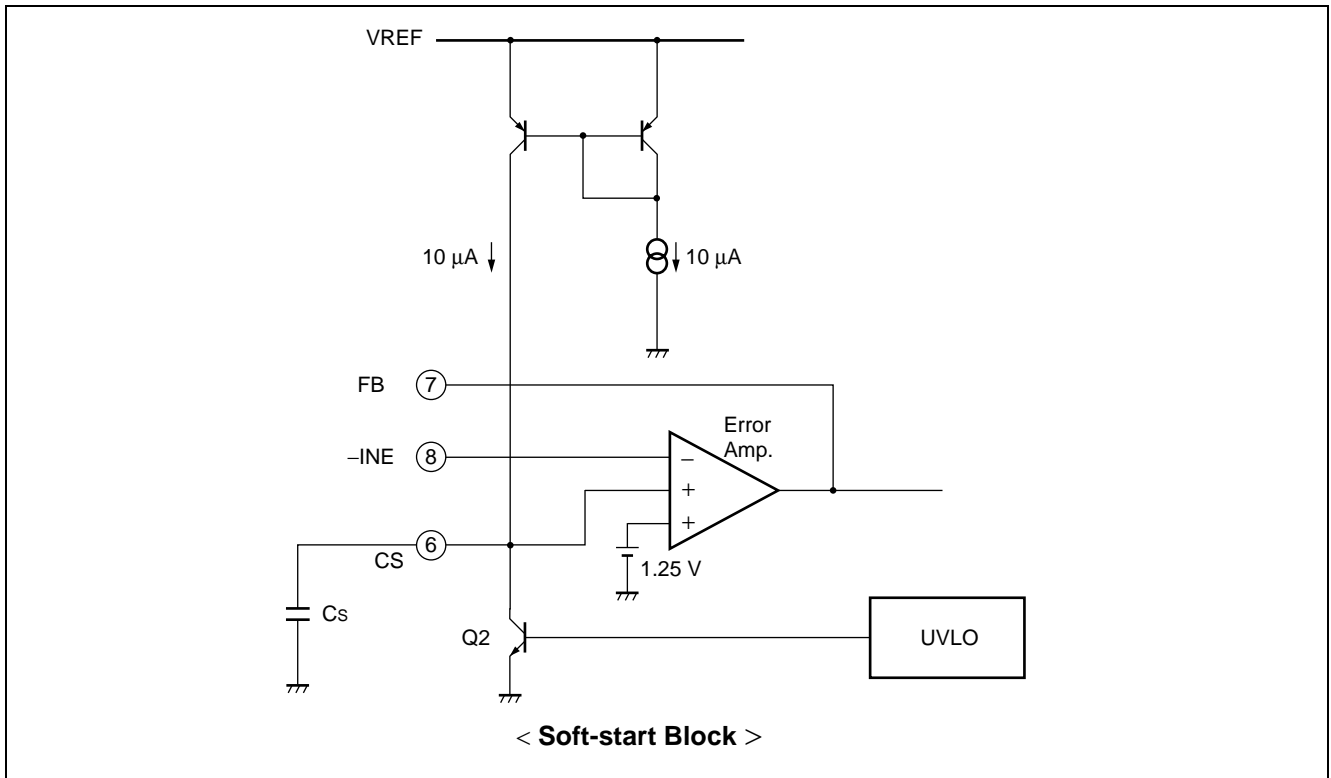 VREF
10 μA
10 μA
FB 7
Error
Amp.
−INE 8
−
+
+
CS 6
1.25 V
Cs
Q2
UVLO
< Soft-start Block >